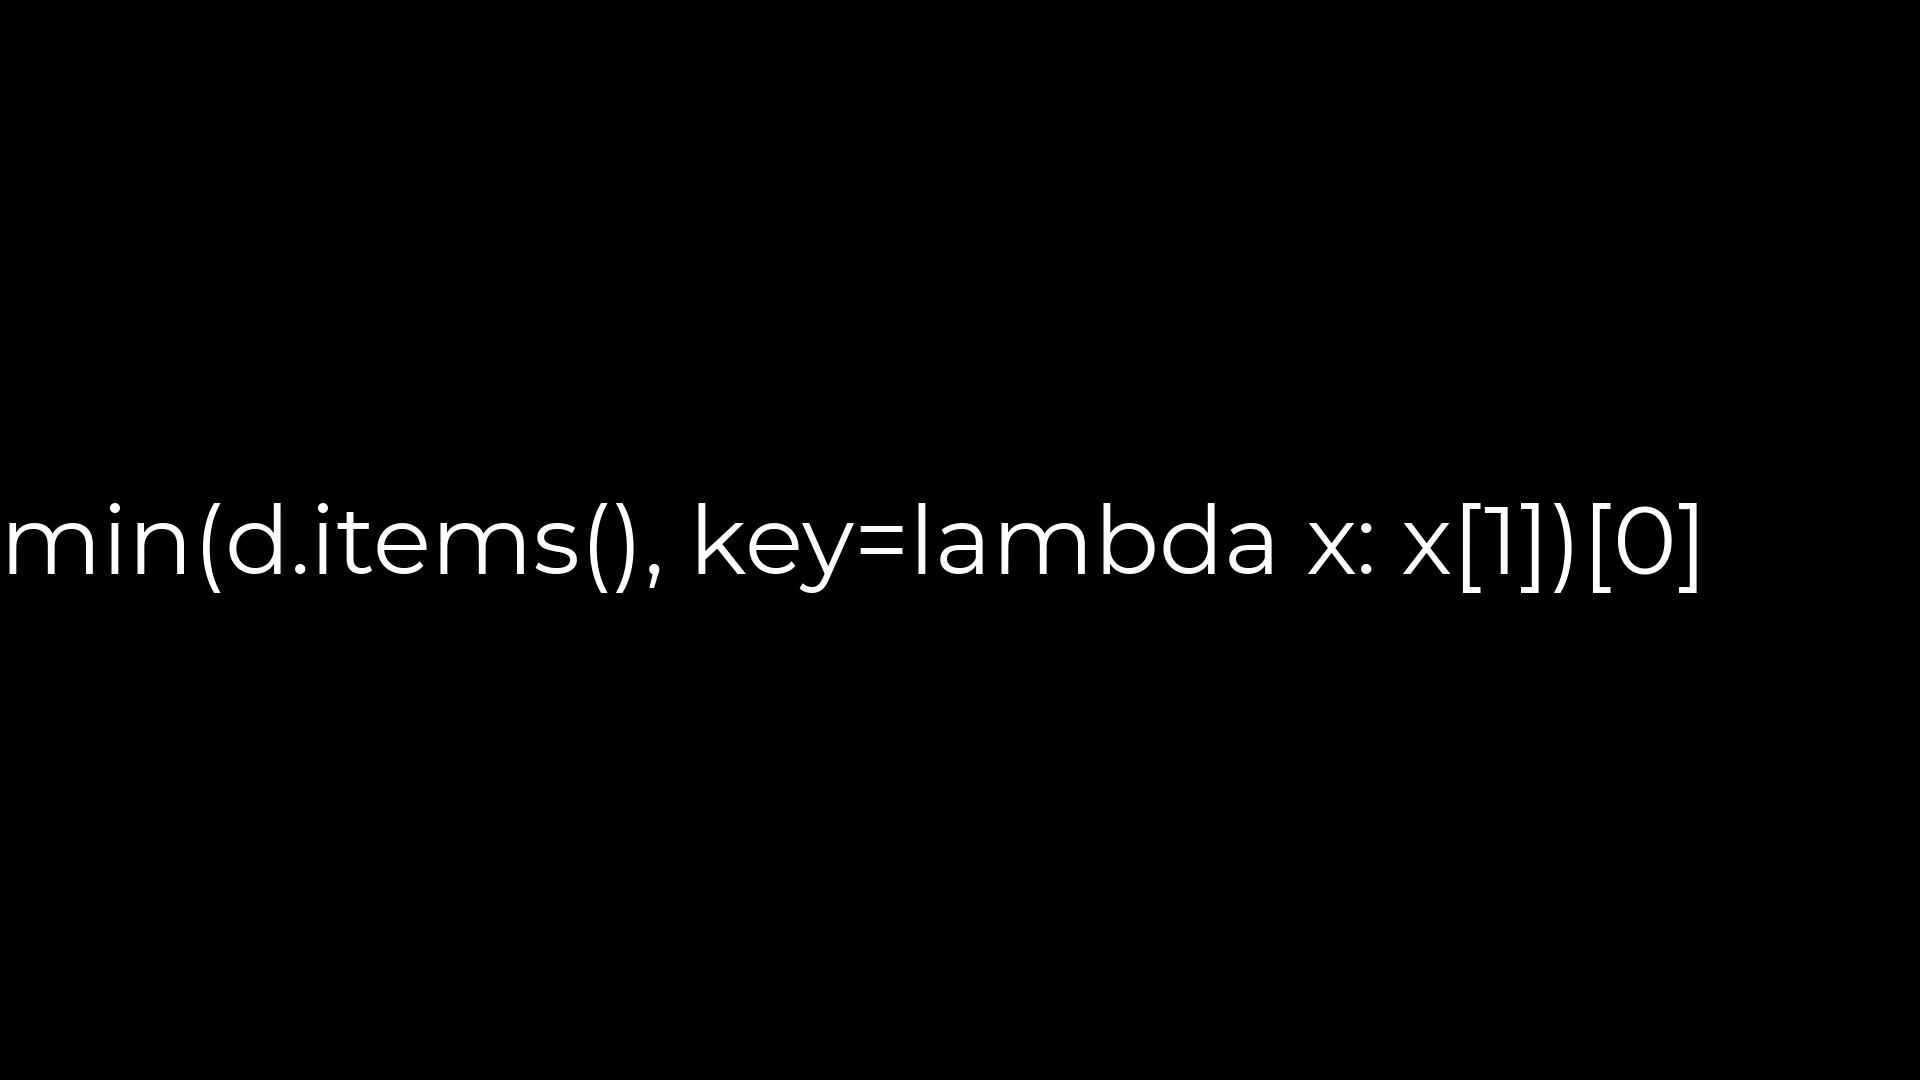 min(d.items(), key=lambda x: x[1])[0]